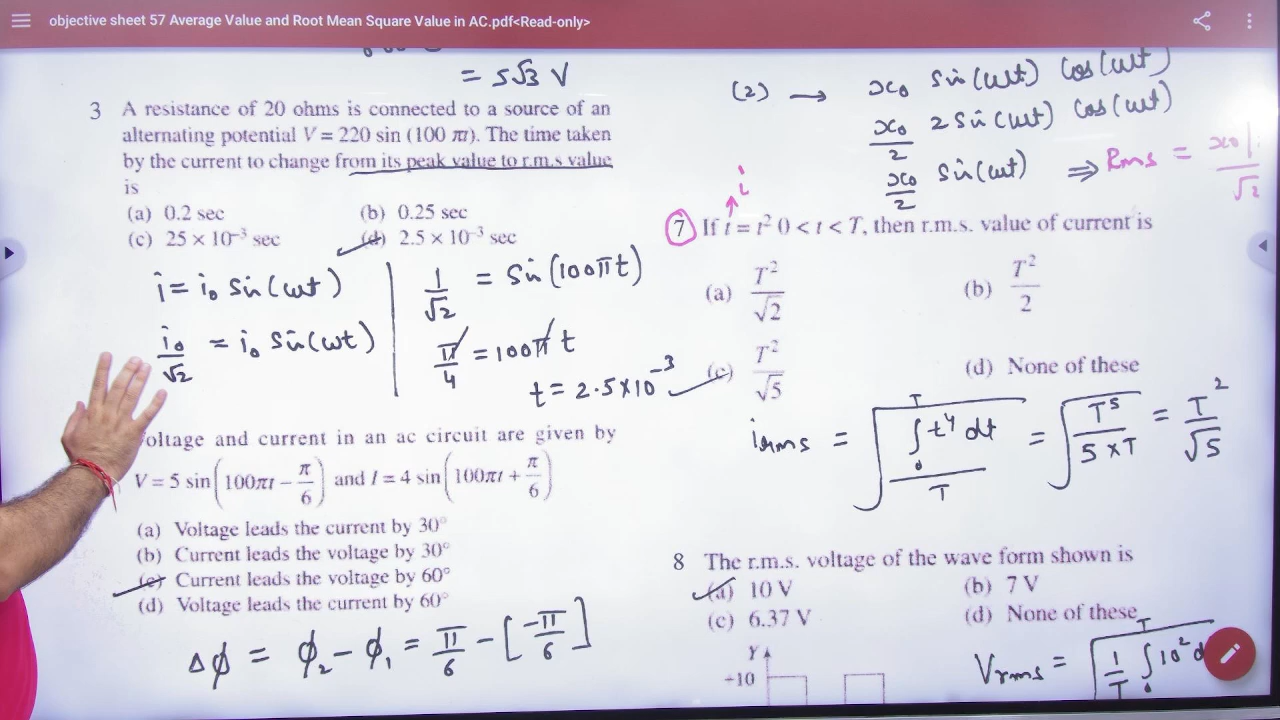 objective sheet 57 Average Value and Root Mean Square Value in AC.pdf<Read-only>
= 5√3 V
3 A resistance of 20 ohms is connected to a source of an
alternating potential V = 220 sin (100 πt). The time taken
by the current to change from its peak value to r.m.s value
is
(a) 0.2 sec (b) 0.25 sec
(c) 25 × 10⁻³ sec (d) 2.5 × 10⁻³ sec
i = i₀ sin(ωt)
i₀/√2 = i₀ sin(ωt)
1/√2 = sin(100πt)
π/4 = 100π t
t = 2.5×10⁻³
oltage and current in an ac circuit are given by
V = 5 sin(100πt − π/6) and I = 4 sin(100πt + π/6)
(a) Voltage leads the current by 30°
(b) Current leads the voltage by 30°
(c) Current leads the voltage by 60°
(d) Voltage leads the current by 60°
Δϕ = ϕ₂ − ϕ₁ = π/6 − [−π/6]
(2) → x₀ sin(ωt) cos(ωt)
x₀/2 2 sin(ωt) cos(ωt)
x₀/2 sin(ωt) ⇒ Rms = x₀/√2
i
7 If t = t² 0 < t < T, then r.m.s. value of current is
(a) T²/√2 (b) T²/2
(c) T²/√5 (d) None of these
irms = √(∫₀ᵀ t⁴ dt / T) = √(T⁵ / 5×T) = T²/√5
8 The r.m.s. voltage of the wave form shown is
(a) 10 V (b) 7 V
(c) 6.37 V (d) None of these
Y
+10
Vrms = √(1/T ∫₀ᵀ 10² d